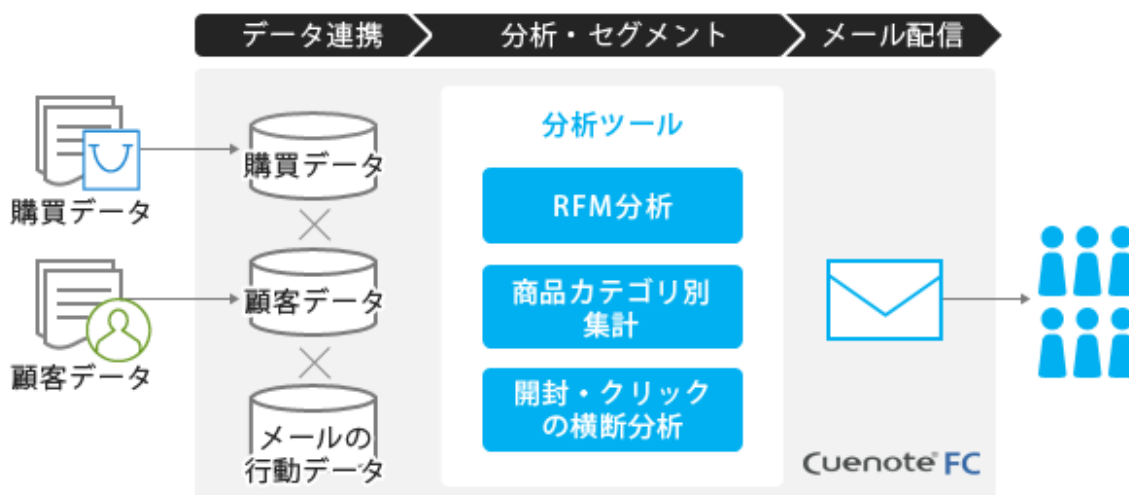 データ連携
分析・セグメント
メール配信
購買データ
顧客データ
購買データ
顧客データ
メールの
行動データ
分析ツール
RFM分析
商品カテゴリ別
集計
開封・クリック
の横断分析
Cuenote® FC